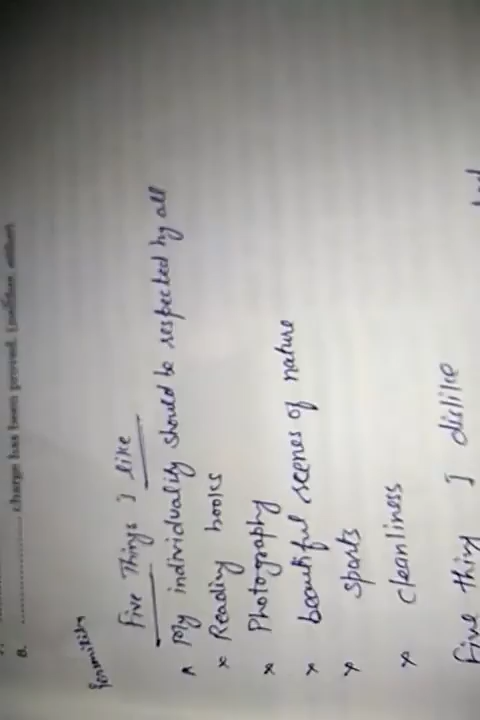 a. .................... charge has been proved.
Five Things I like
My individuality should be respected by all
x Reading books
x Photography
x beautiful scenes of nature
x sports
x cleanliness
Five thing I dislike